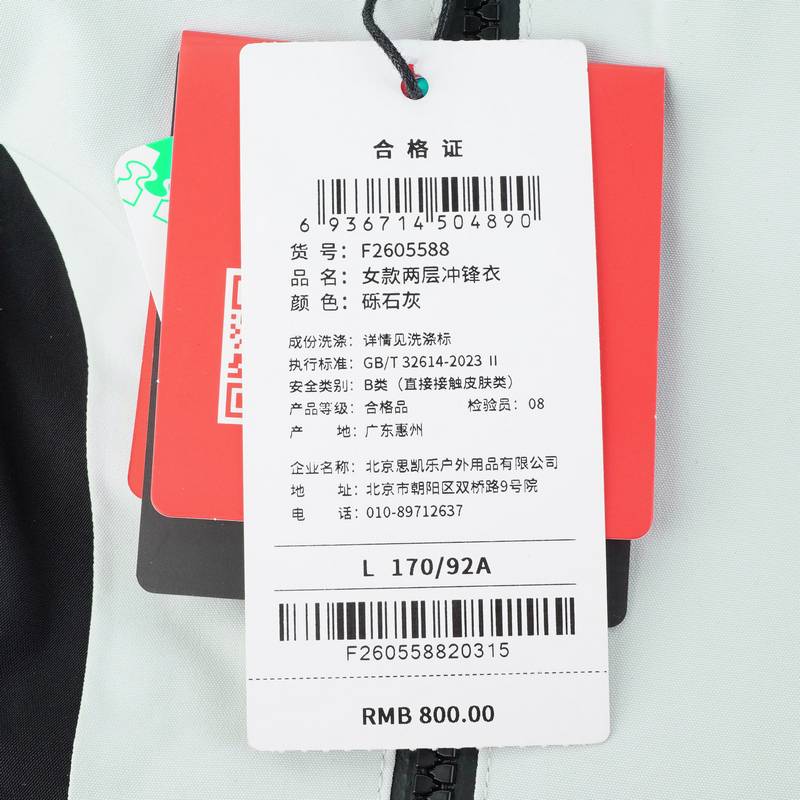 合格证
6 936714 504890
货 号： F2605588
品 名： 女款两层冲锋衣
颜 色： 砾石灰
成份洗涤： 详情见洗涤标
执行标准： GB/T 32614-2023 II
安全类别： B类（直接接触皮肤类）
产品等级： 合格品 检验员： 08
产 地： 广东惠州
企业名称： 北京思凯乐户外用品有限公司
地 址： 北京市朝阳区双桥路9号院
电 话： 010-89712637
L 170/92A
F260558820315
RMB 800.00